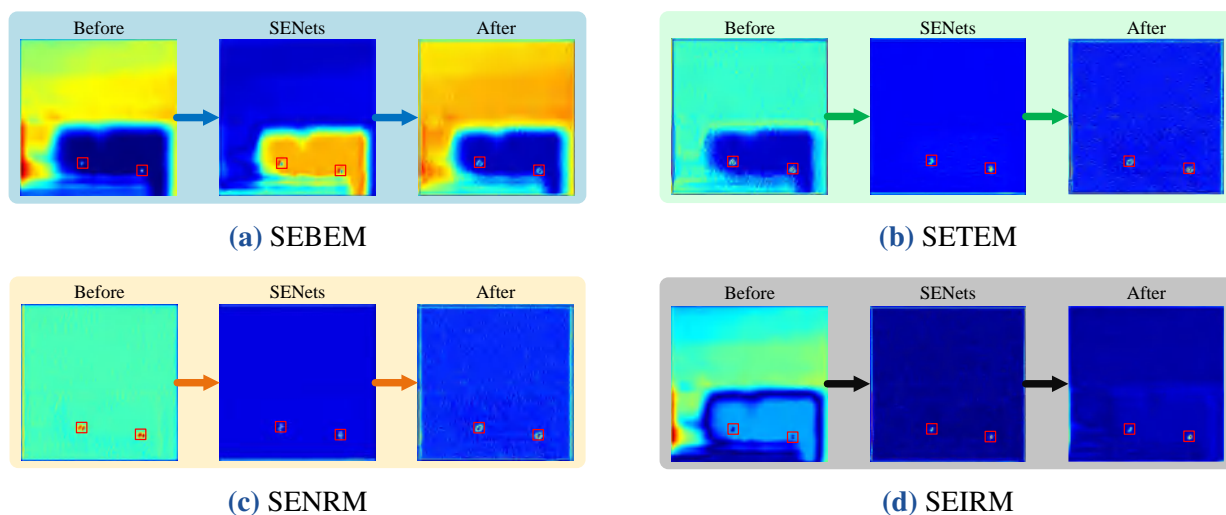 Before SENets After
Before SENets After
(a) SEBEM
(b) SETEM
Before SENets After
Before SENets After
(c) SENRM
(d) SEIRM